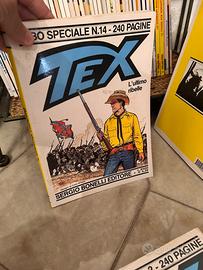 BO SPECIALE N.14 - 240 PAGINE
TEX
L'ultimo
ribelle
SERGIO BONELLI EDITORE
- 240 PAGINE